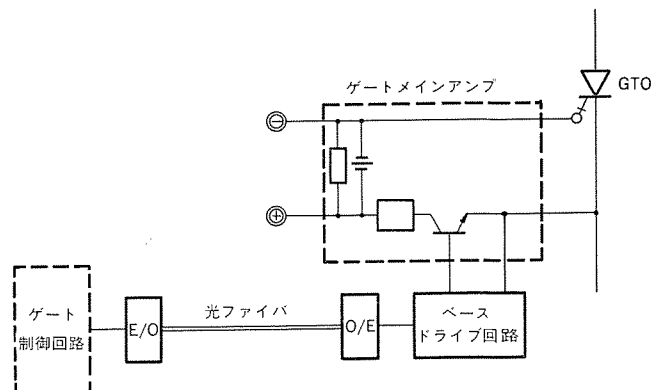 ゲートメインアンプ
GTO
⊖
⊕
ゲート
制御回路
E/O
光ファイバ
O/E
ベース
ドライブ回路